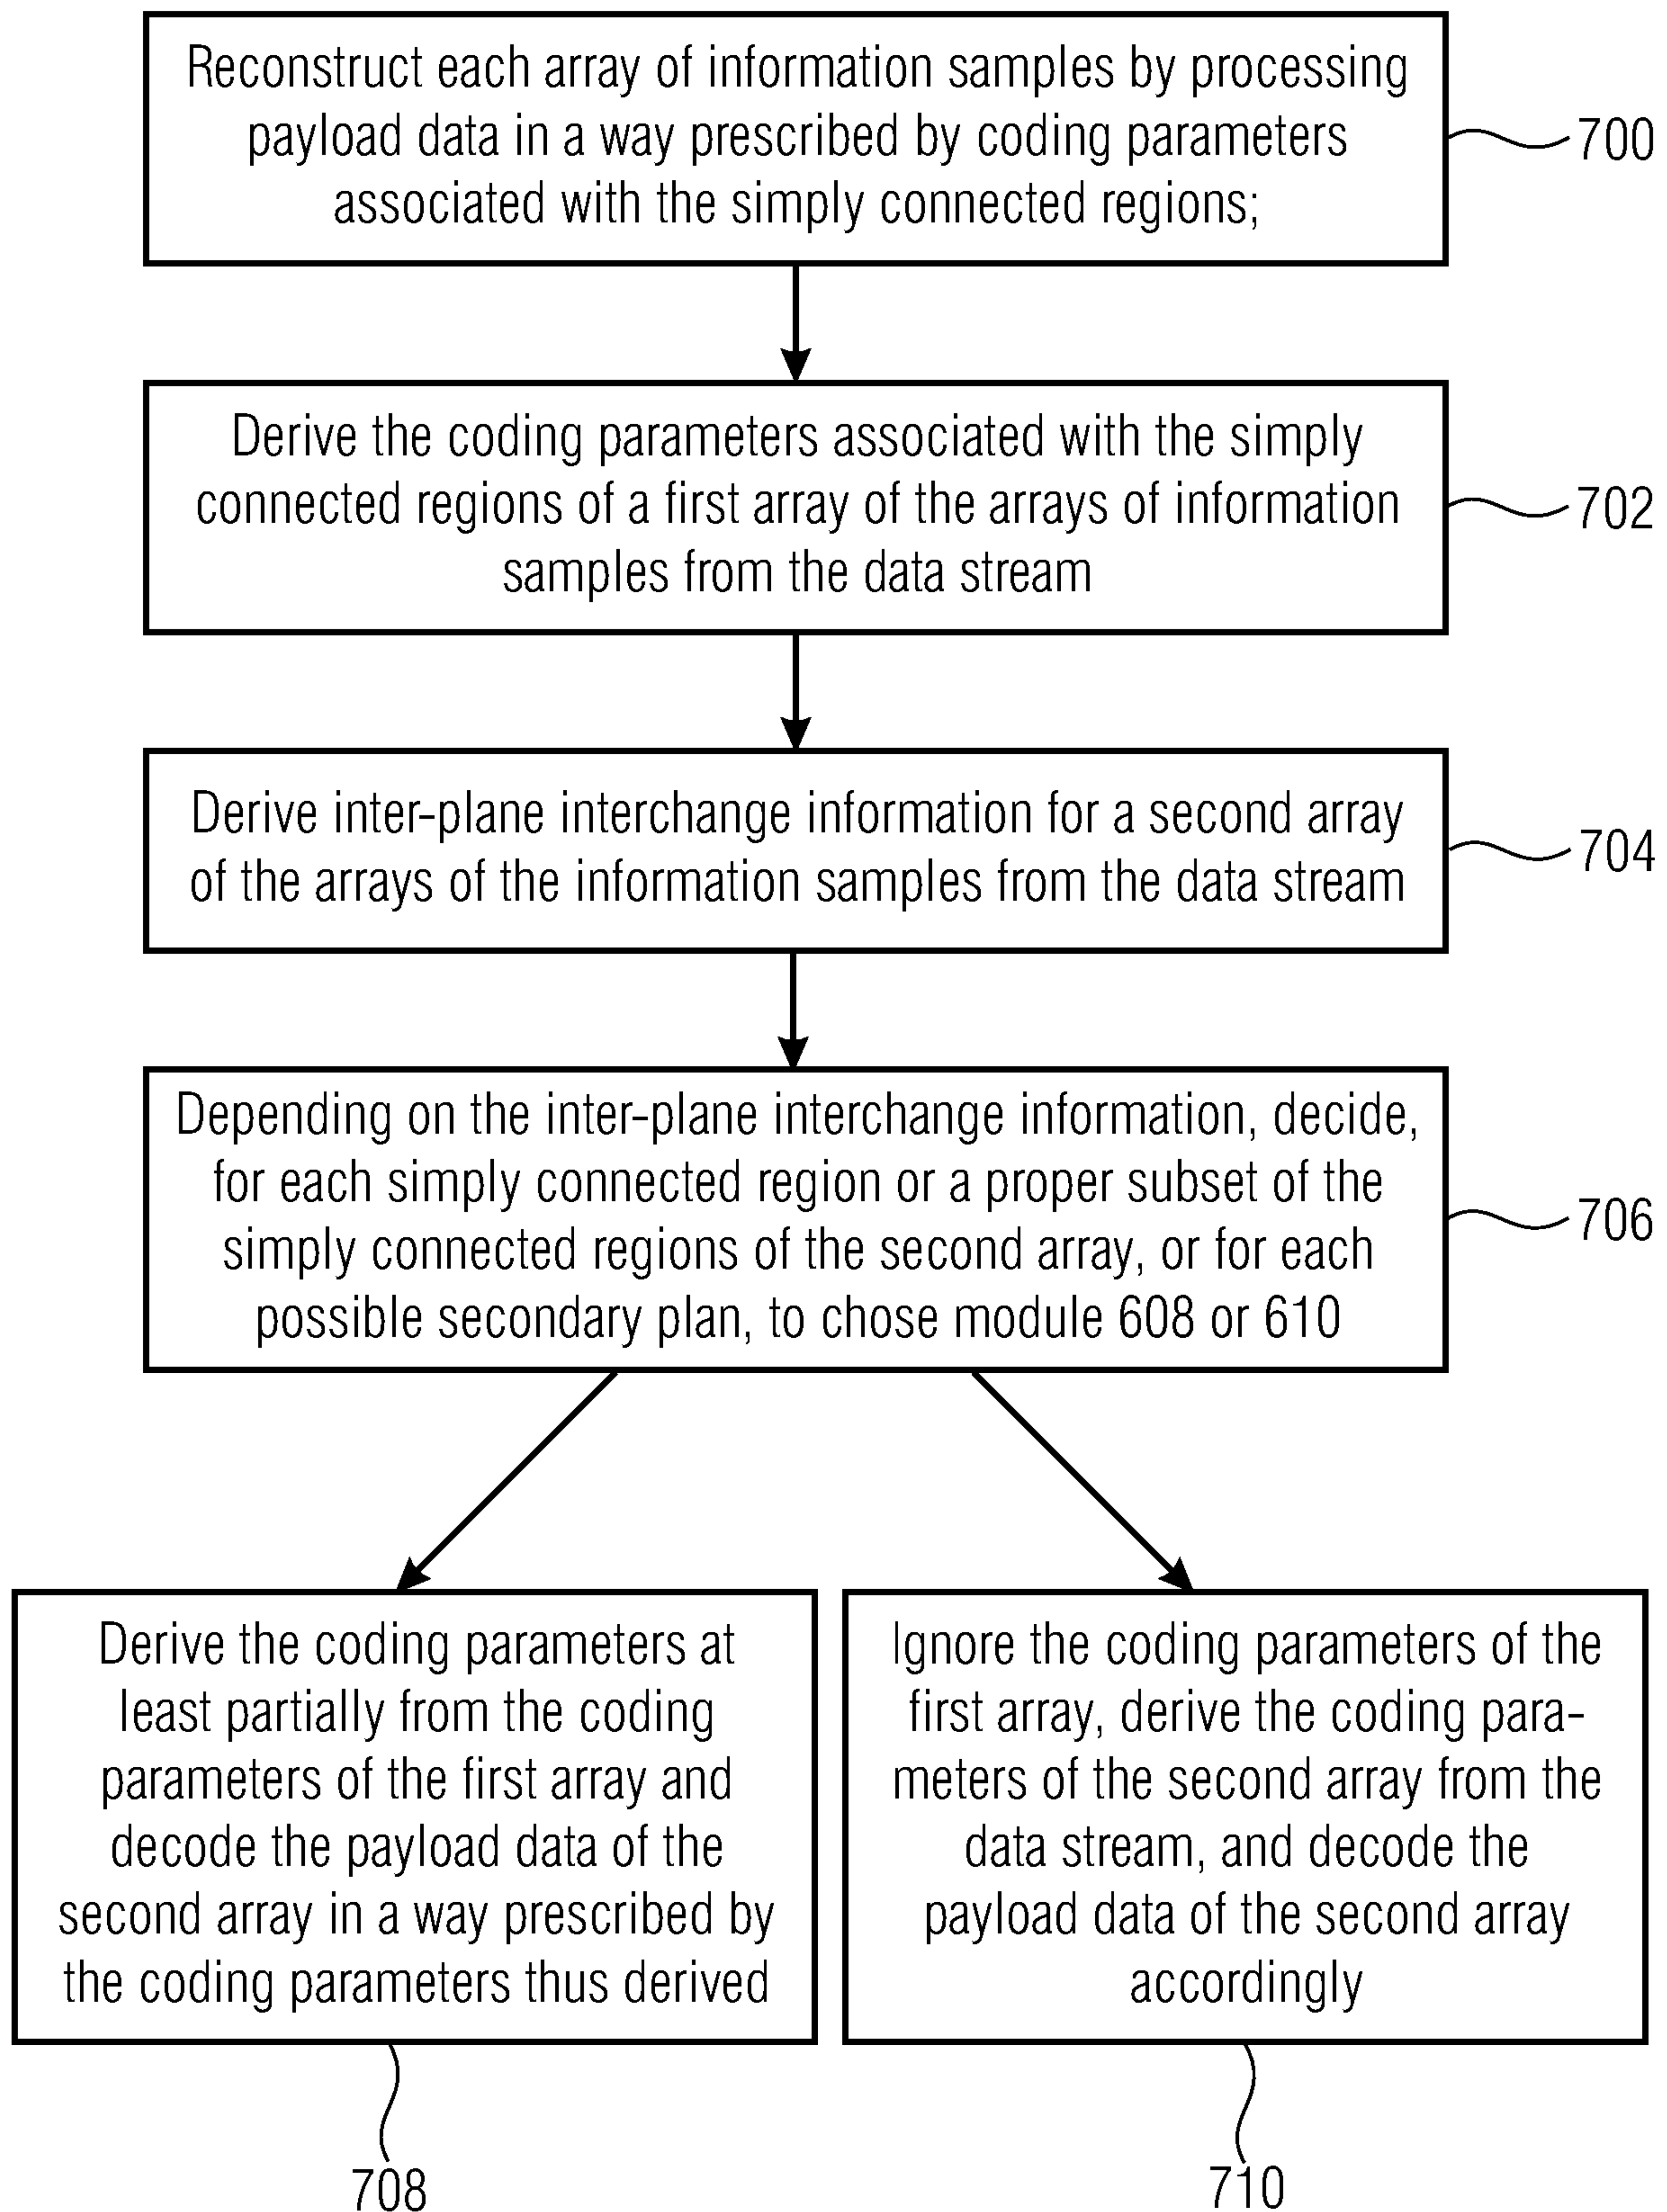 Reconstruct each array of information samples by processing
payload data in a way prescribed by coding parameters
associated with the simply connected regions;
700
Derive the coding parameters associated with the simply
connected regions of a first array of the arrays of information
samples from the data stream
702
Derive inter-plane interchange information for a second array
of the arrays of the information samples from the data stream
704
Depending on the inter-plane interchange information, decide,
for each simply connected region or a proper subset of the
simply connected regions of the second array, or for each
possible secondary plan, to chose module 608 or 610
706
Derive the coding parameters at
least partially from the coding
parameters of the first array and
decode the payload data of the
second array in a way prescribed by
the coding parameters thus derived
708
Ignore the coding parameters of the
first array, derive the coding para-
meters of the second array from the
data stream, and decode the
payload data of the second array
accordingly
710